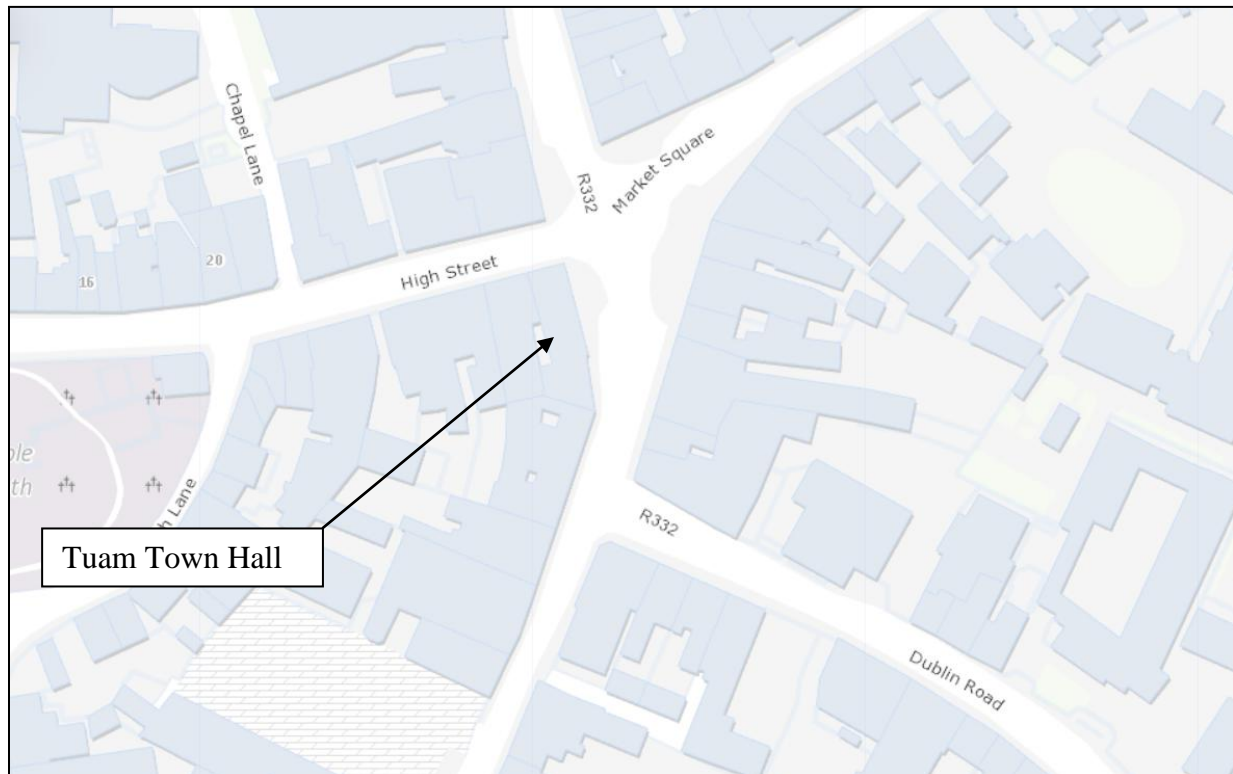 Chapel Lane
R332
Market Square
20
High Street
16
R332
Tuam Town Hall
Dublin Road